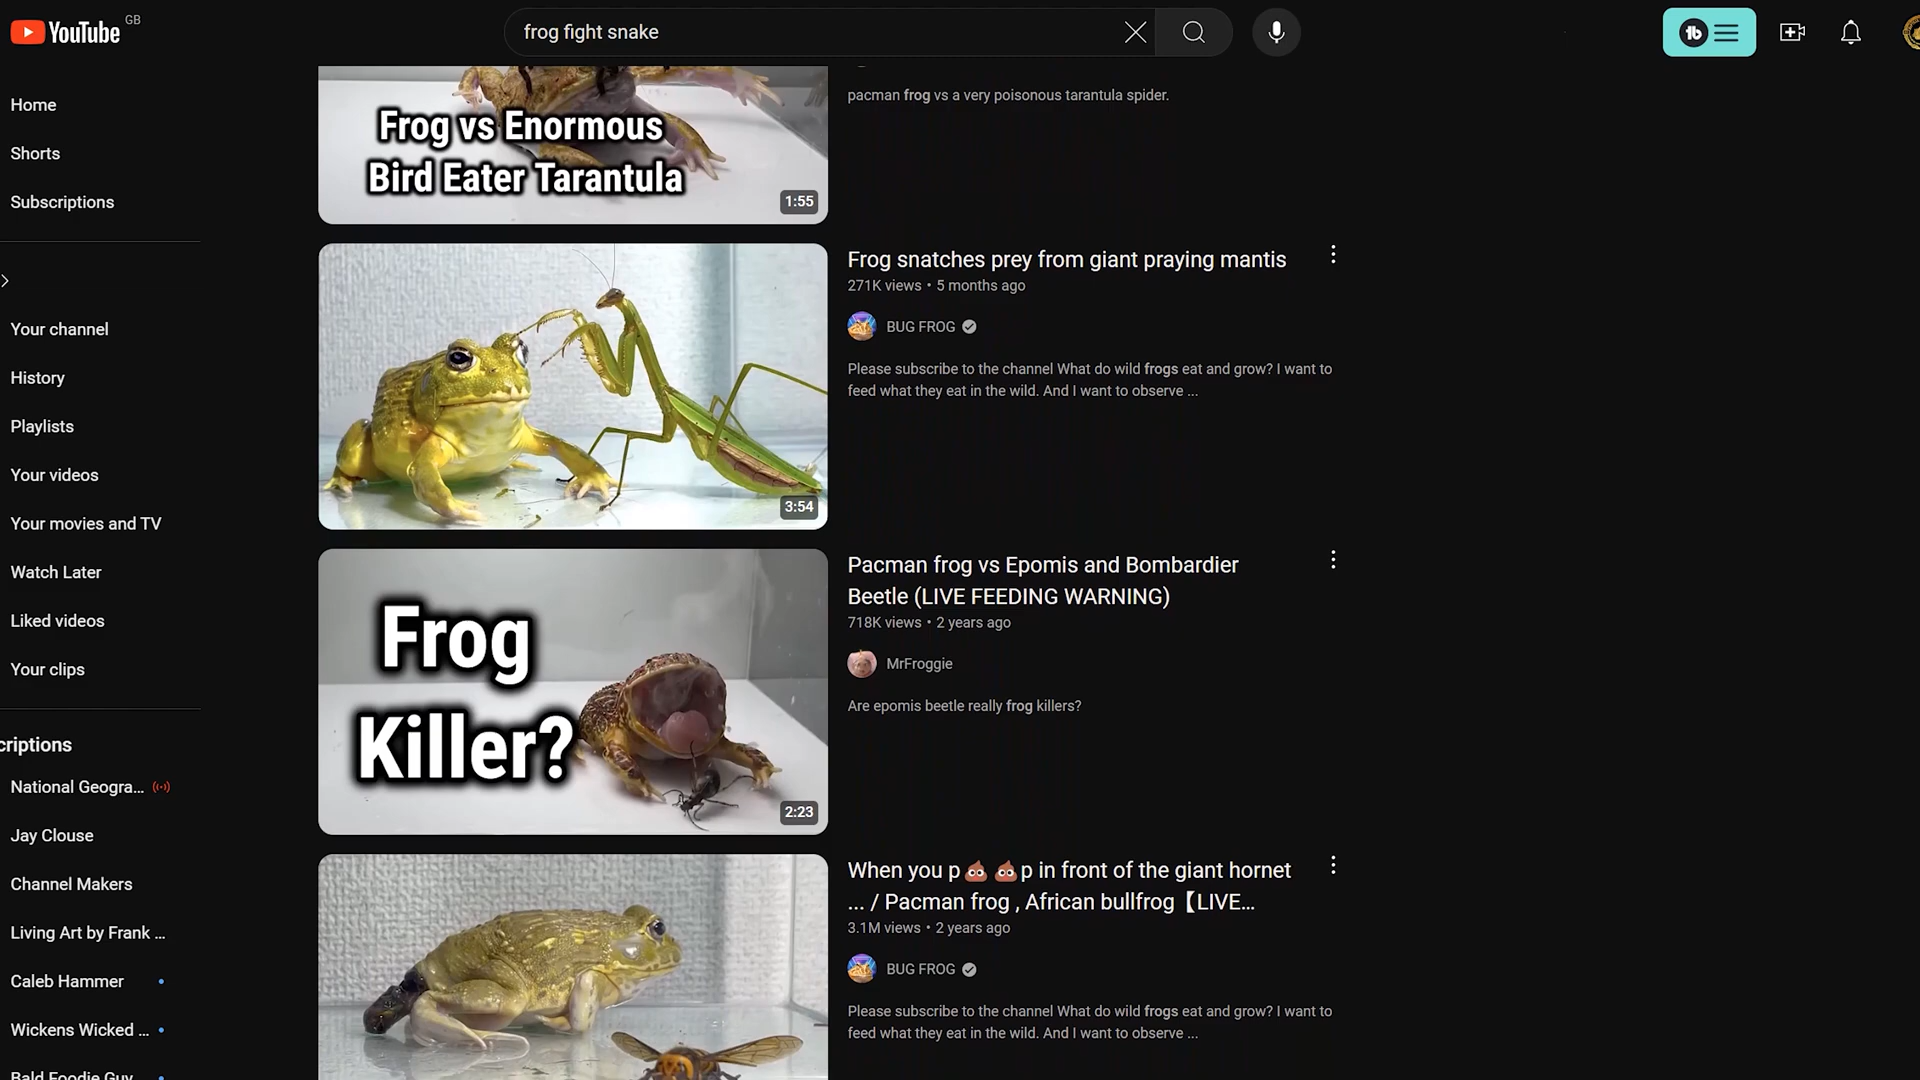 YouTube GB
frog fight snake
Home
Shorts
Subscriptions
Your channel
History
Playlists
Your videos
Your movies and TV
Watch Later
Liked videos
Your clips
criptions
National Geogra...
Jay Clouse
Channel Makers
Living Art by Frank ...
Caleb Hammer
Wickens Wicked ...
Bald Foodie Guy
Frog vs Enormous
Bird Eater Tarantula
1:55
pacman frog vs a very poisonous tarantula spider.
3:54
Frog snatches prey from giant praying mantis
271K views • 5 months ago
BUG FROG
Please subscribe to the channel What do wild frogs eat and grow? I want to
feed what they eat in the wild. And I want to observe ...
Frog
Killer?
2:23
Pacman frog vs Epomis and Bombardier
Beetle (LIVE FEEDING WARNING)
718K views • 2 years ago
MrFroggie
Are epomis beetle really frog killers?
When you p💩 💩p in front of the giant hornet
... / Pacman frog , African bullfrog【LIVE...
3.1M views • 2 years ago
BUG FROG
Please subscribe to the channel What do wild frogs eat and grow? I want to
feed what they eat in the wild. And I want to observe ...